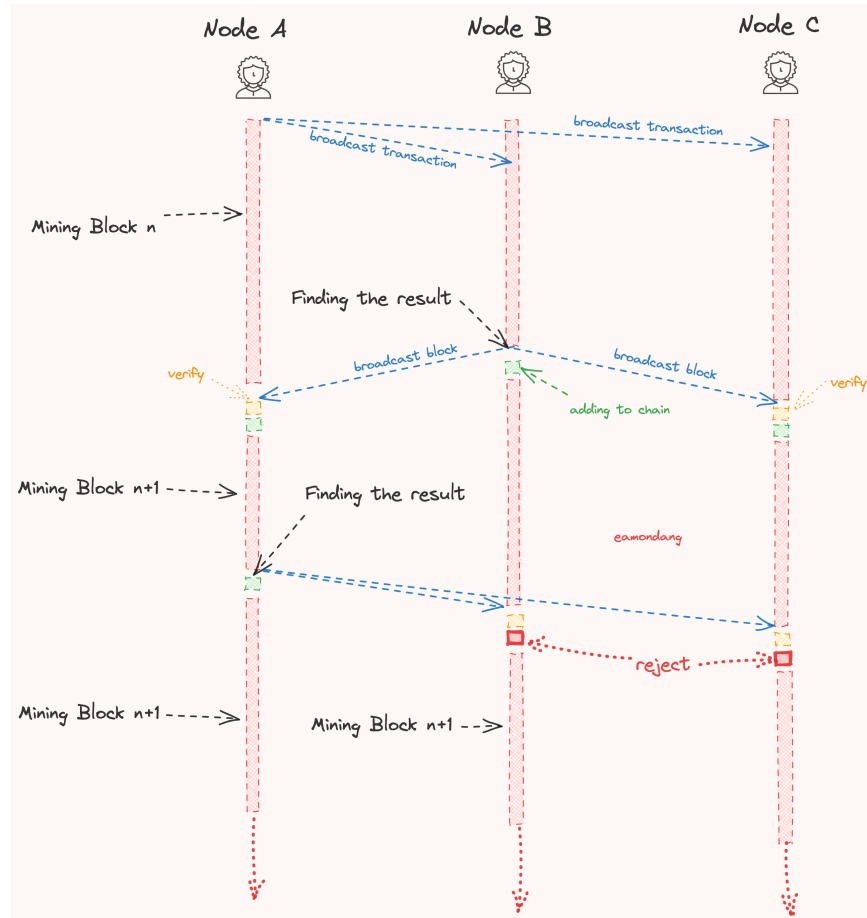 Node A
Node B
Node C
broadcast transaction
broadcast transaction
Mining Block n
Finding the result
broadcast block
broadcast block
verify
verify
adding to chain
Mining Block n+1
Finding the result
eamondang
reject
Mining Block n+1
Mining Block n+1